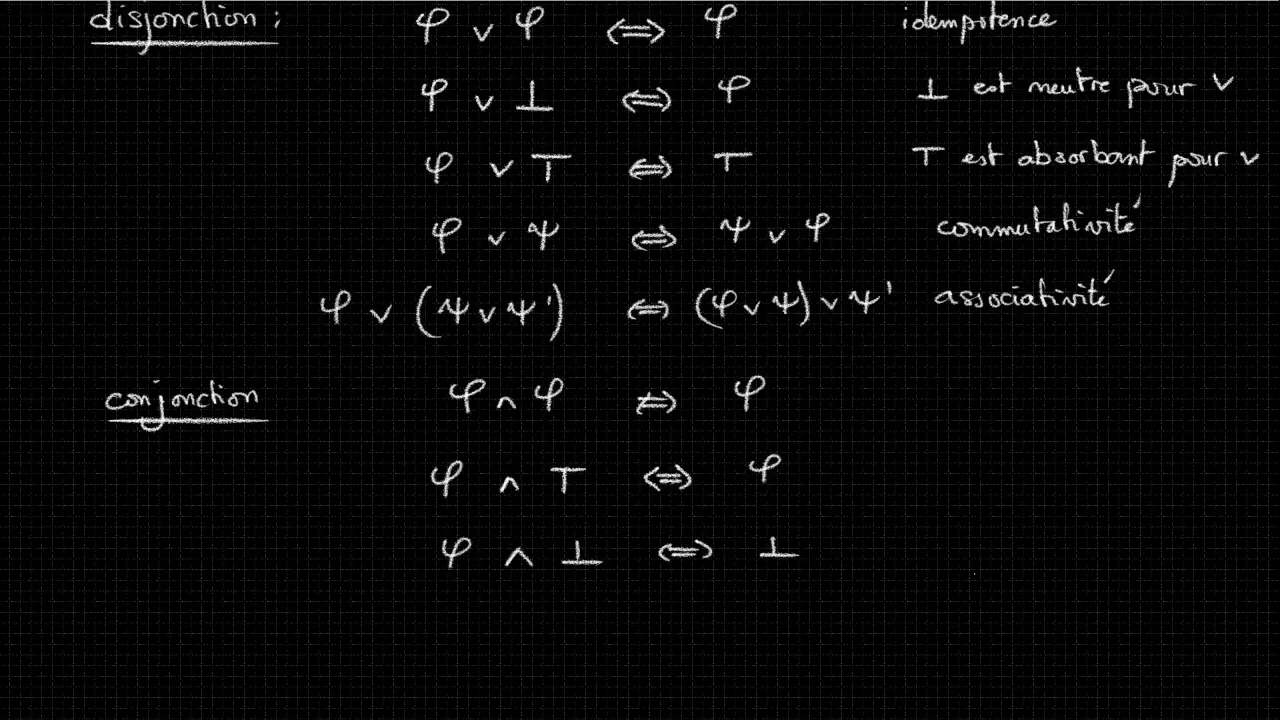 disjonction : φ ∨ φ ⇔ φ idempotence
φ ∨ ⊥ ⇔ φ ⊥ est neutre pour ∨
φ ∨ ⊤ ⇔ ⊤ ⊤ est absorbant pour ∨
φ ∨ ψ ⇔ ψ ∨ φ commutativité
φ ∨ (ψ ∨ ψ') ⇔ (φ ∨ ψ) ∨ ψ' associativité
conjonction φ ∧ φ ⇔ φ
φ ∧ ⊤ ⇔ φ
φ ∧ ⊥ ⇔ ⊥